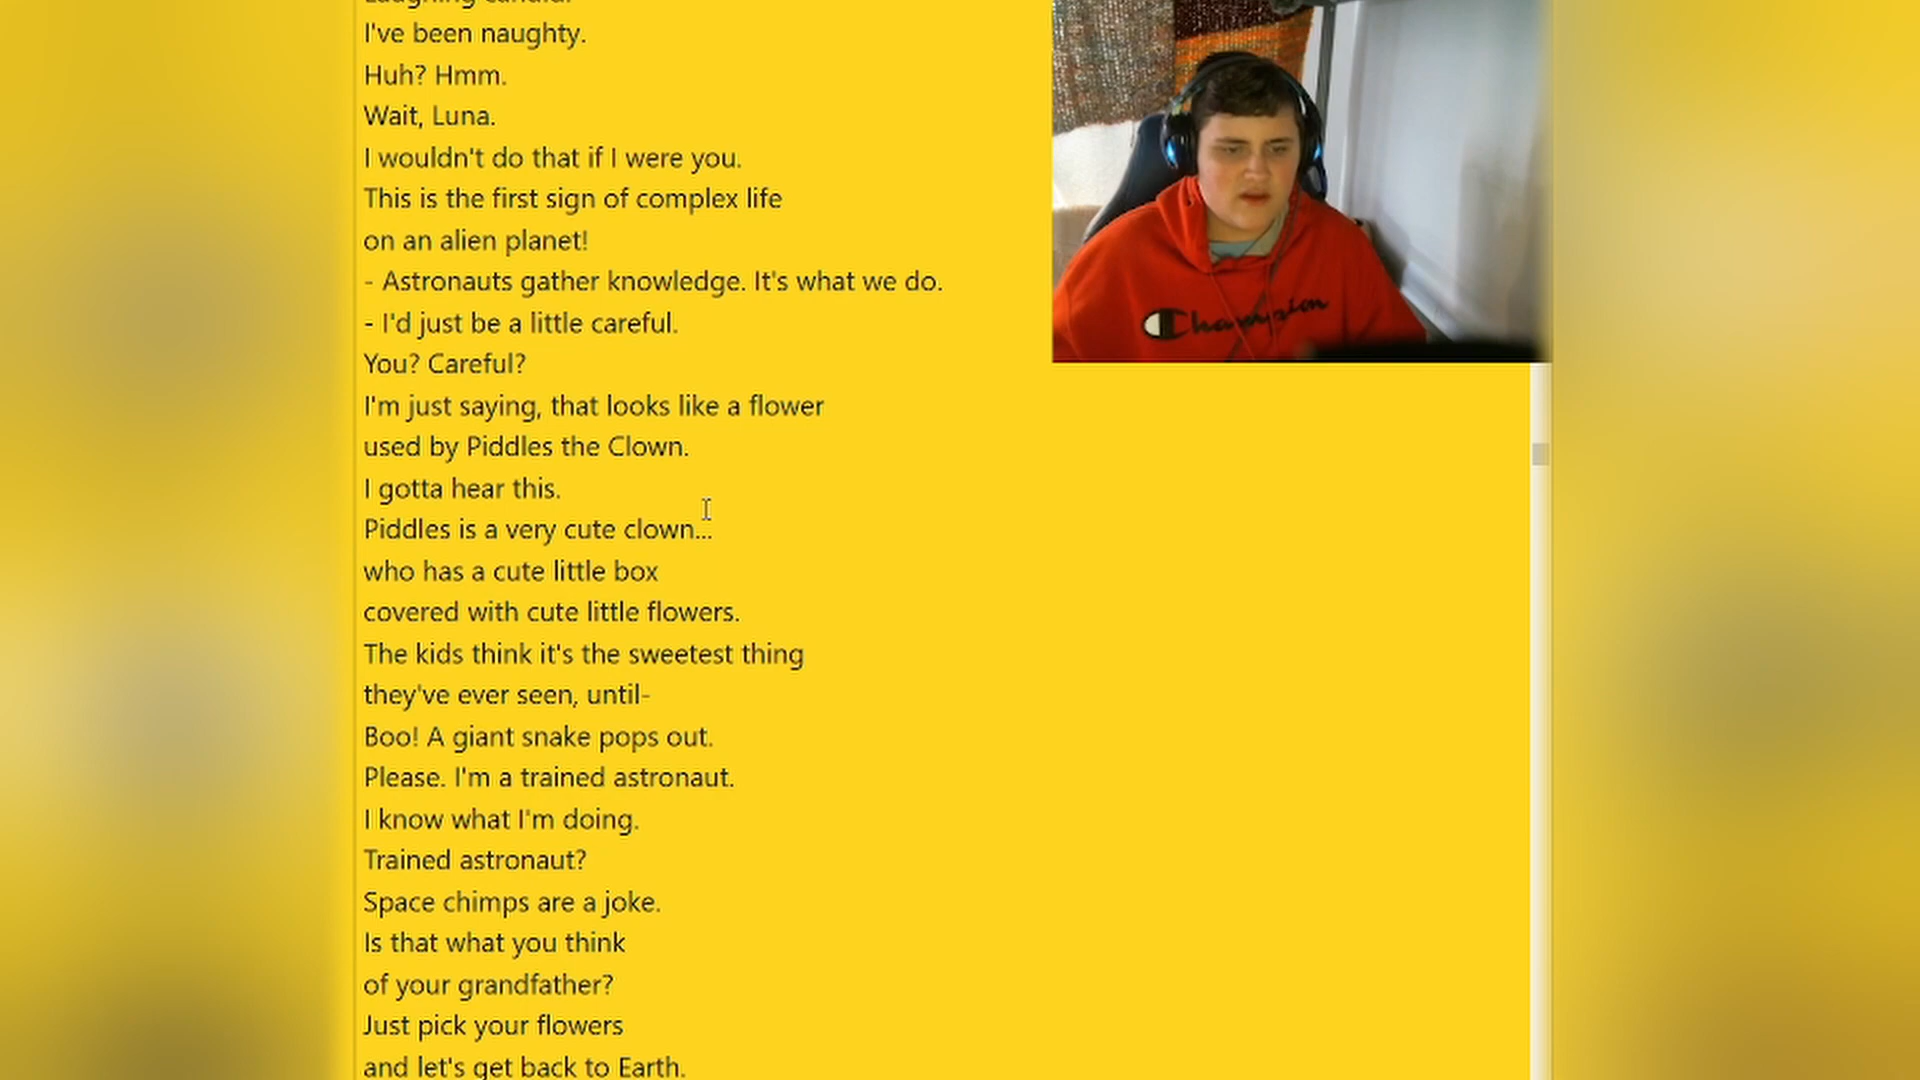 I've been naughty.
Huh? Hmm.
Wait, Luna.
I wouldn't do that if I were you.
This is the first sign of complex life
on an alien planet!
- Astronauts gather knowledge. It's what we do.
- I'd just be a little careful.
You? Careful?
I'm just saying, that looks like a flower
used by Piddles the Clown.
I gotta hear this.
Piddles is a very cute clown...
who has a cute little box
covered with cute little flowers.
The kids think it's the sweetest thing
they've ever seen, until-
Boo! A giant snake pops out.
Please. I'm a trained astronaut.
I know what I'm doing.
Trained astronaut?
Space chimps are a joke.
Is that what you think
of your grandfather?
Just pick your flowers
and let's get back to Earth.
Champion